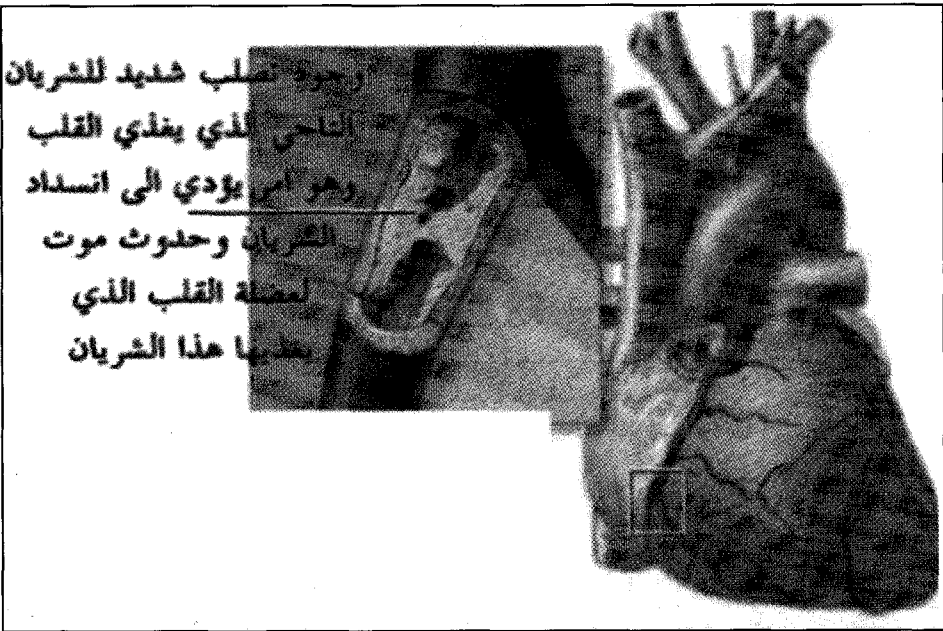 وجود تصلب شديد للشريان
التاجي الذي يغذي القلب
وهو امر يؤدي الى انسداد
الشريان وحدوث موت
لعضلة القلب الذي
يغذيها هذا الشريان